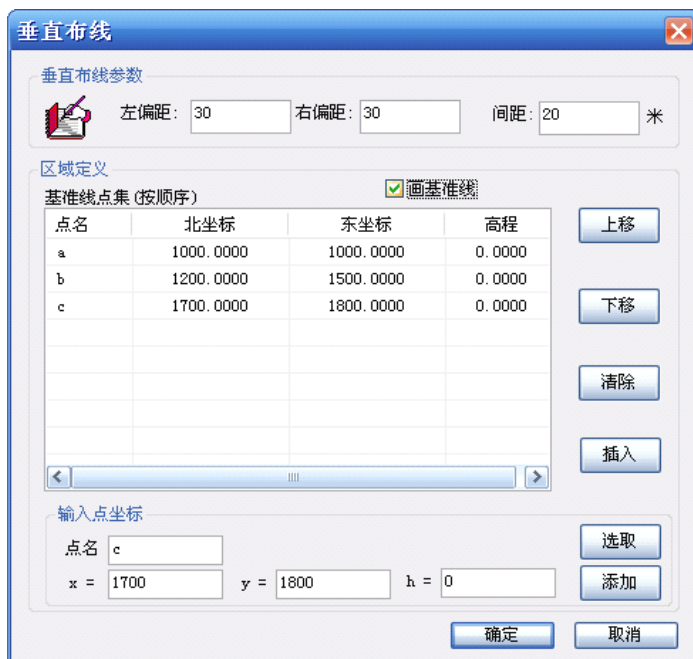 垂直布线
垂直布线参数
左偏距: 30 右偏距: 30 间距: 20 米
区域定义
基准线点集(按顺序) 画基准线
点名 北坐标 东坐标 高程
a 1000.0000 1000.0000 0.0000
b 1200.0000 1500.0000 0.0000
c 1700.0000 1800.0000 0.0000
上移
下移
清除
插入
输入点坐标
点名 c
x = 1700 y = 1800 h = 0
选取
添加
确定 取消